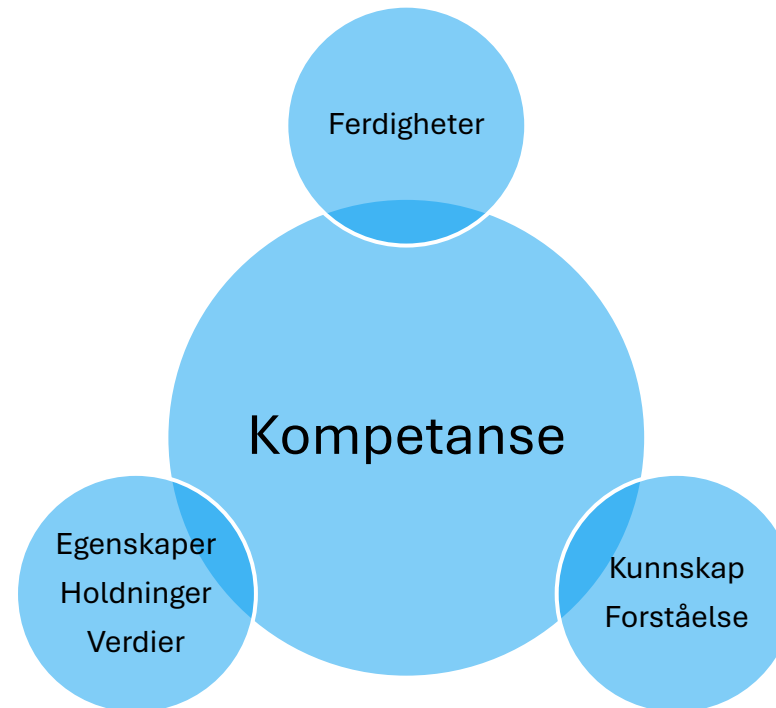 Ferdigheter
Kompetanse
Egenskaper
Holdninger
Verdier
Kunnskap
Forståelse